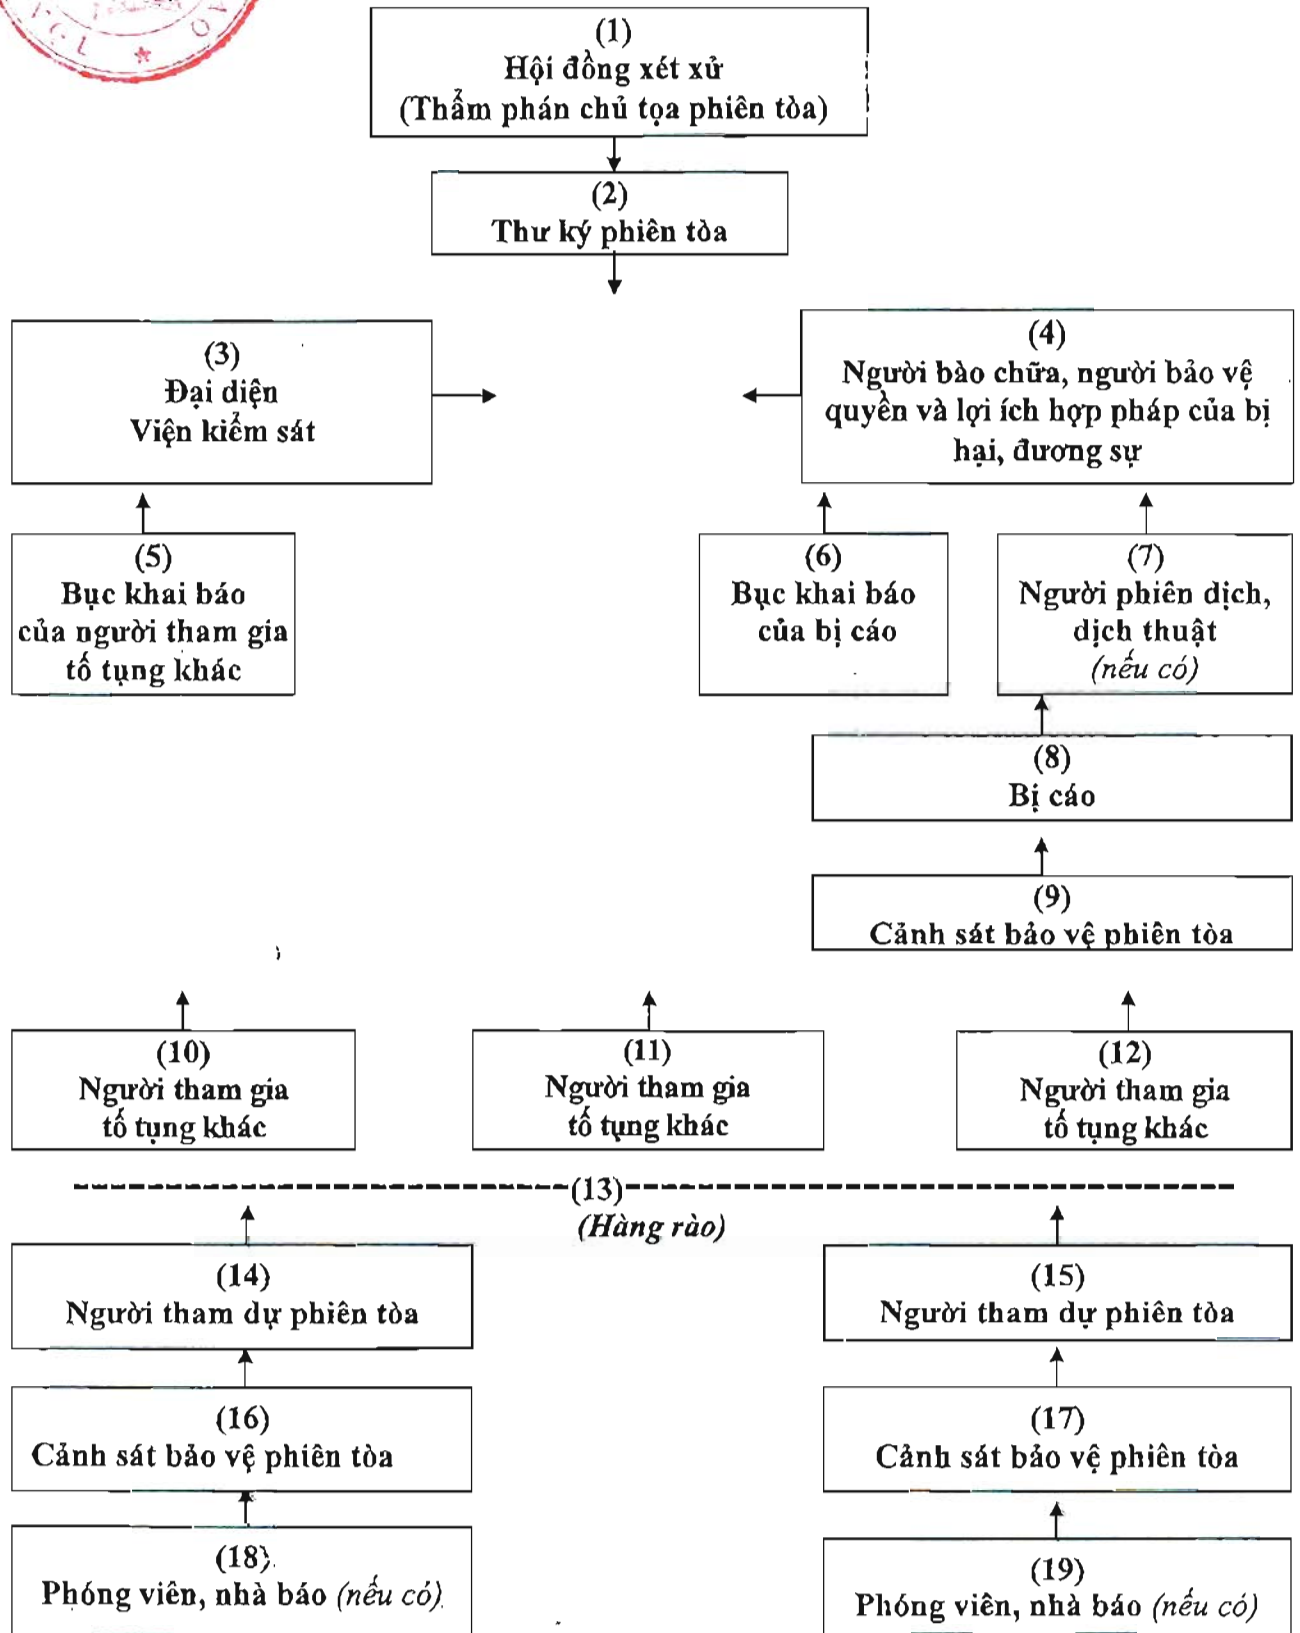 (1)
Hội đồng xét xử
(Thẩm phán chủ tọa phiên tòa)
(2)
Thư ký phiên tòa
(3)
Đại diện
Viện kiểm sát
(4)
Người bào chữa, người bảo vệ
quyền và lợi ích hợp pháp của bị
hại, đương sự
(5)
Bục khai báo
của người tham gia
tố tụng khác
(6)
Bục khai báo
của bị cáo
(7)
Người phiên dịch,
dịch thuật
(nếu có)
(8)
Bị cáo
(9)
Cảnh sát bảo vệ phiên tòa
(10)
Người tham gia
tố tụng khác
(11)
Người tham gia
tố tụng khác
(12)
Người tham gia
tố tụng khác
(13)
(Hàng rào)
(14)
Người tham dự phiên tòa
(15)
Người tham dự phiên tòa
(16)
Cảnh sát bảo vệ phiên tòa
(17)
Cảnh sát bảo vệ phiên tòa
(18)
Phóng viên, nhà báo (nếu có)
(19)
Phóng viên, nhà báo (nếu có)